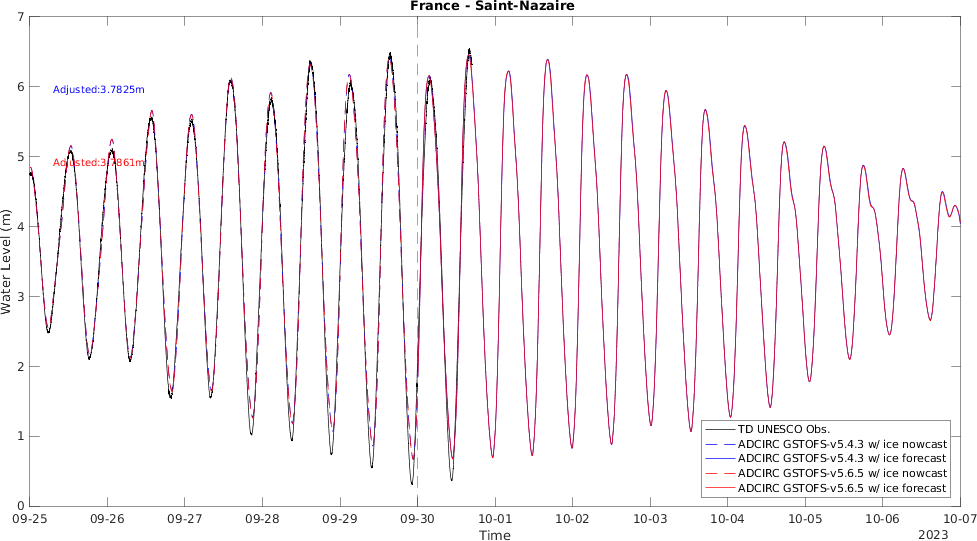 France - Saint-Nazaire
Water Level (m)
7
6
5
4
3
2
1
0
Adjusted:3.7825m
Adjusted:3.7861m
TD UNESCO Obs.
ADCIRC GSTOFS-v5.4.3 w/ ice nowcast
ADCIRC GSTOFS-v5.4.3 w/ ice forecast
ADCIRC GSTOFS-v5.6.5 w/ ice nowcast
ADCIRC GSTOFS-v5.6.5 w/ ice forecast
09-25 09-26 09-27 09-28 09-29 09-30 10-01 10-02 10-03 10-04 10-05 10-06 10-07
Time
2023